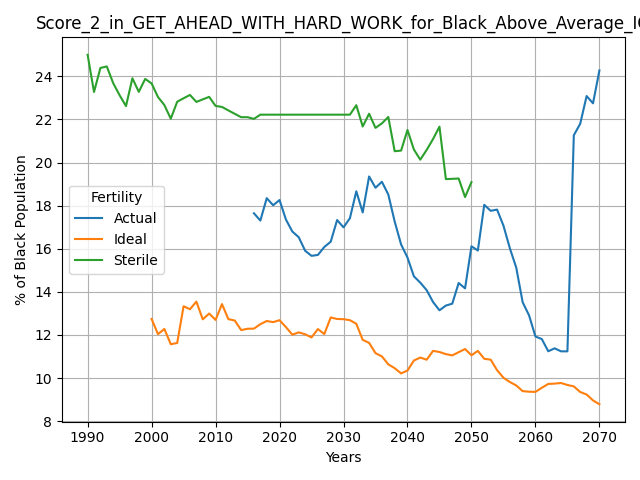 Score_2_in_GET_AHEAD_WITH_HARD_WORK_for_Black_Above_Average_I
24
22
20
18
16
14
12
10
8
% of Black Population
Fertility
Actual
Ideal
Sterile
1990 2000 2010 2020 2030 2040 2050 2060 2070
Years